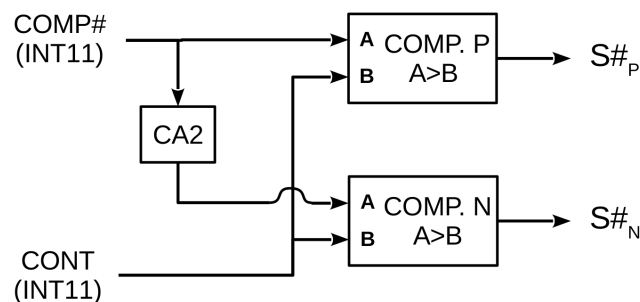 COMP#
(INT11)
A
COMP. P
B
A>B
S#P
CA2
A
COMP. N
B
A>B
S#N
CONT
(INT11)